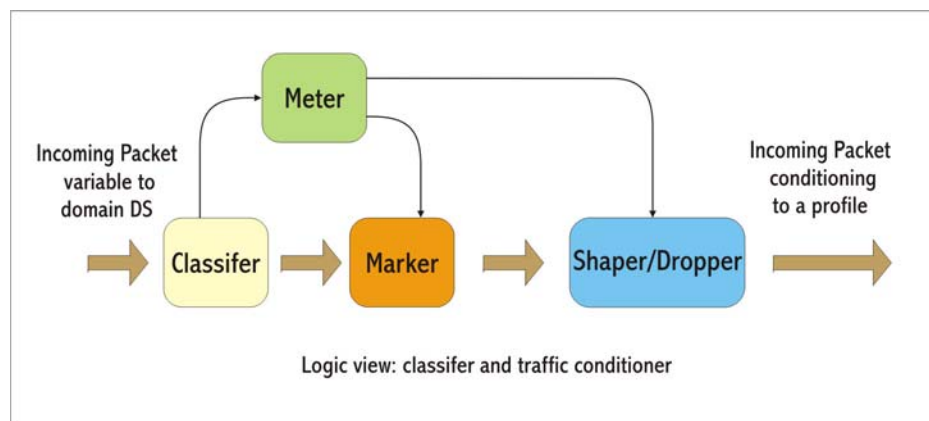 Meter
Incoming Packet
variable to
domain DS
Incoming Packet
conditioning
to a profile
Classifer
Marker
Shaper/Dropper
Logic view: classifer and traffic conditioner